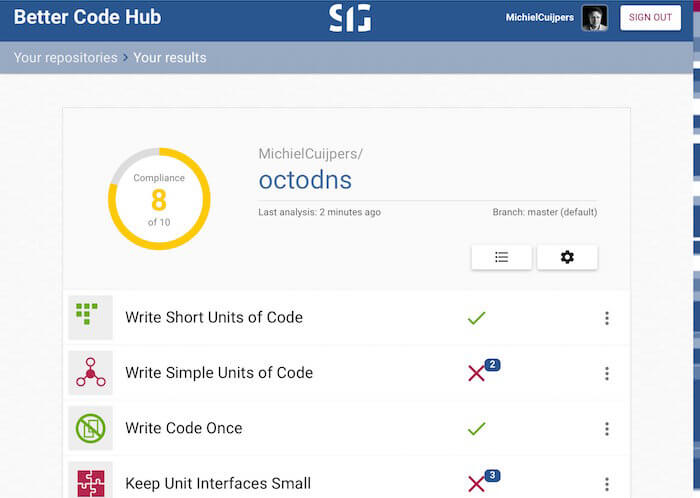 Better Code Hub
SIG
MichielCuijpers
SIGN OUT
Your repositories > Your results
Compliance
8
of 10
MichielCuijpers/
octodns
Last analysis: 2 minutes ago
Branch: master (default)
Write Short Units of Code
Write Simple Units of Code
2
Write Code Once
Keep Unit Interfaces Small
3